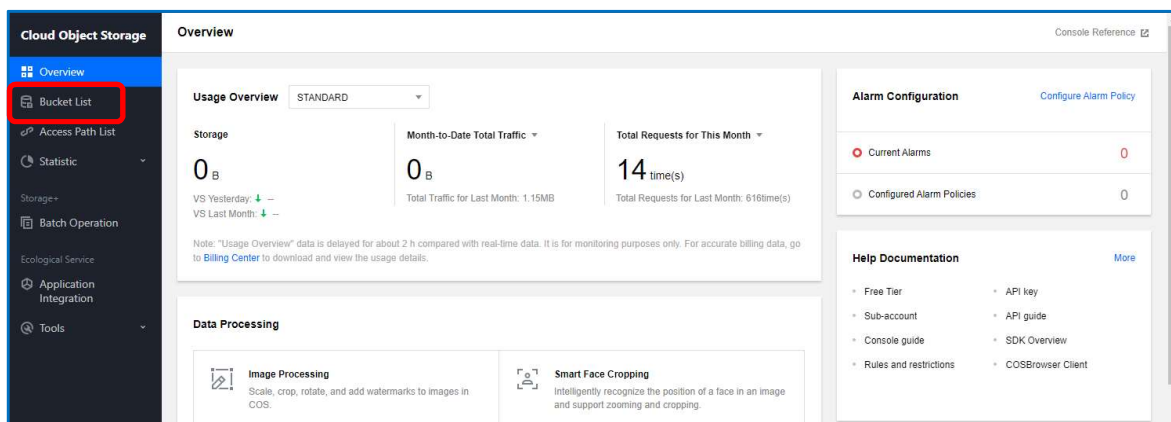 Cloud Object Storage
Overview
Bucket List
Access Path List
Statistic
Storage+
Batch Operation
Ecological Service
Application
Integration
Tools
Overview
Console Reference
Usage Overview STANDARD
Storage
0 B
VS Yesterday: --
VS Last Month: --
Month-to-Date Total Traffic
0 B
Total Traffic for Last Month: 1.15MB
Total Requests for This Month
14 time(s)
Total Requests for Last Month: 616time(s)
Note: "Usage Overview" data is delayed for about 2 h compared with real-time data. It is for monitoring purposes only. For accurate billing data, go
to Billing Center to download and view the usage details.
Data Processing
Image Processing
Scale, crop, rotate, and add watermarks to images in
COS.
Smart Face Cropping
Intelligently recognize the position of a face in an image
and support zooming and cropping.
Alarm Configuration Configure Alarm Policy
Current Alarms 0
Configured Alarm Policies 0
Help Documentation More
Free Tier API key
Sub-account API guide
Console guide SDK Overview
Rules and restrictions COSBrowser Client